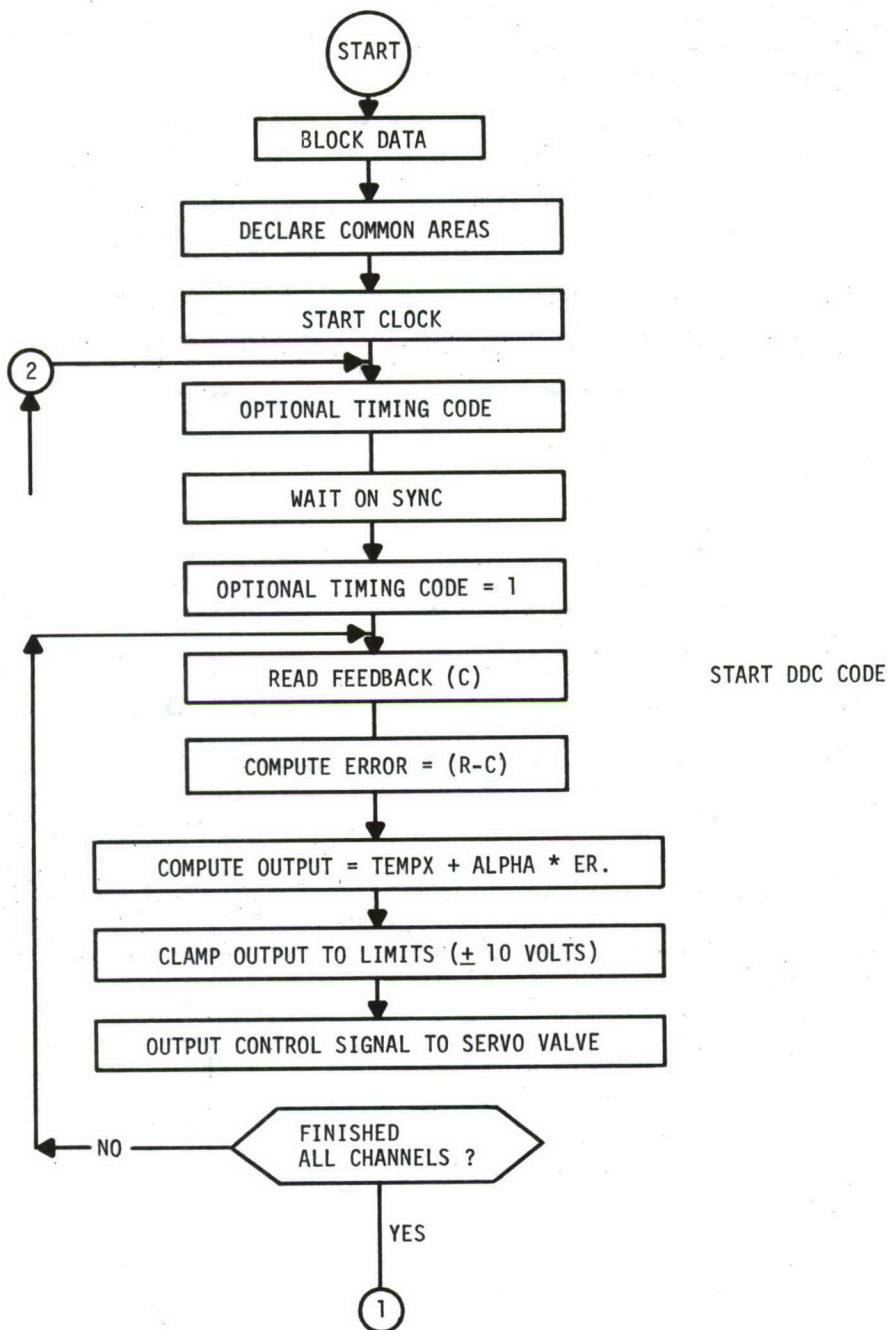 START
BLOCK DATA
DECLARE COMMON AREAS
START CLOCK
2
OPTIONAL TIMING CODE
WAIT ON SYNC
OPTIONAL TIMING CODE = 1
READ FEEDBACK (C)
START DDC CODE
COMPUTE ERROR = (R-C)
COMPUTE OUTPUT = TEMPX + ALPHA * ER.
CLAMP OUTPUT TO LIMITS (± 10 VOLTS)
OUTPUT CONTROL SIGNAL TO SERVO VALVE
FINISHED
ALL CHANNELS ?
NO
YES
1